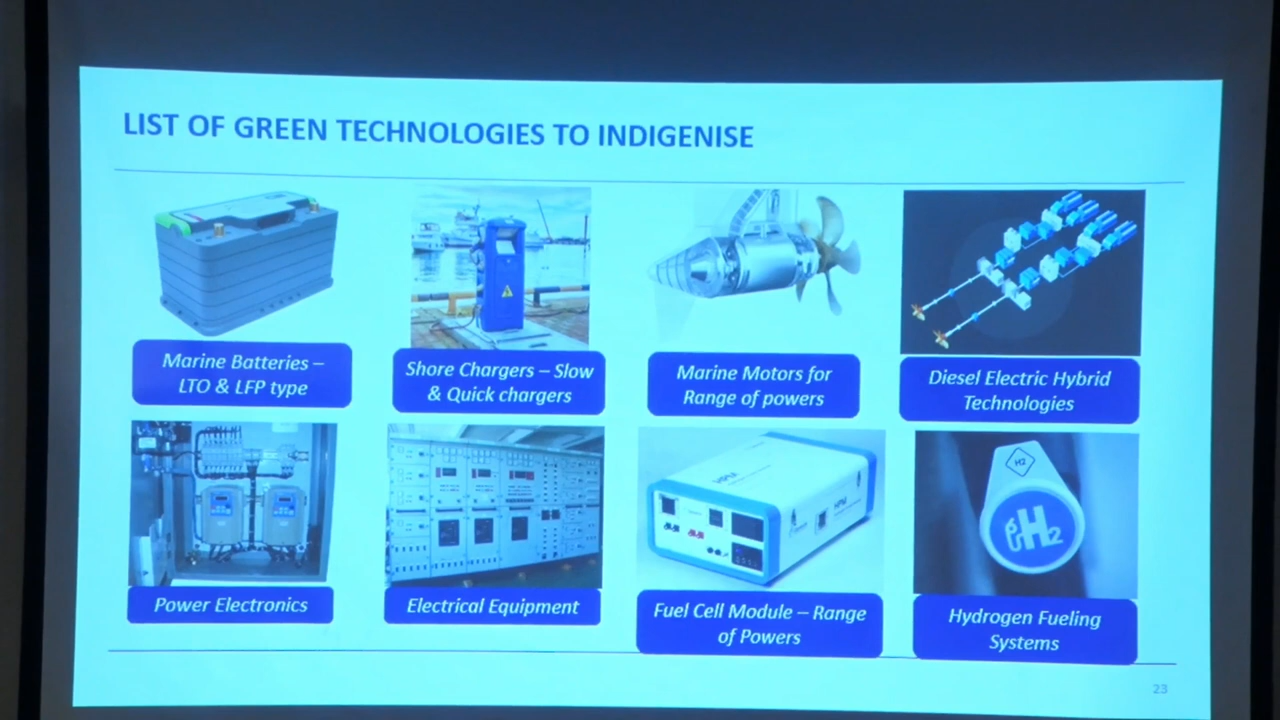 LIST OF GREEN TECHNOLOGIES TO INDIGENISE
Marine Batteries –
LTO & LFP type
Shore Chargers – Slow
& Quick chargers
Marine Motors for
Range of powers
Diesel Electric Hybrid
Technologies
H2
H2
Power Electronics
Electrical Equipment
Fuel Cell Module – Range
of Powers
Hydrogen Fueling
Systems
23